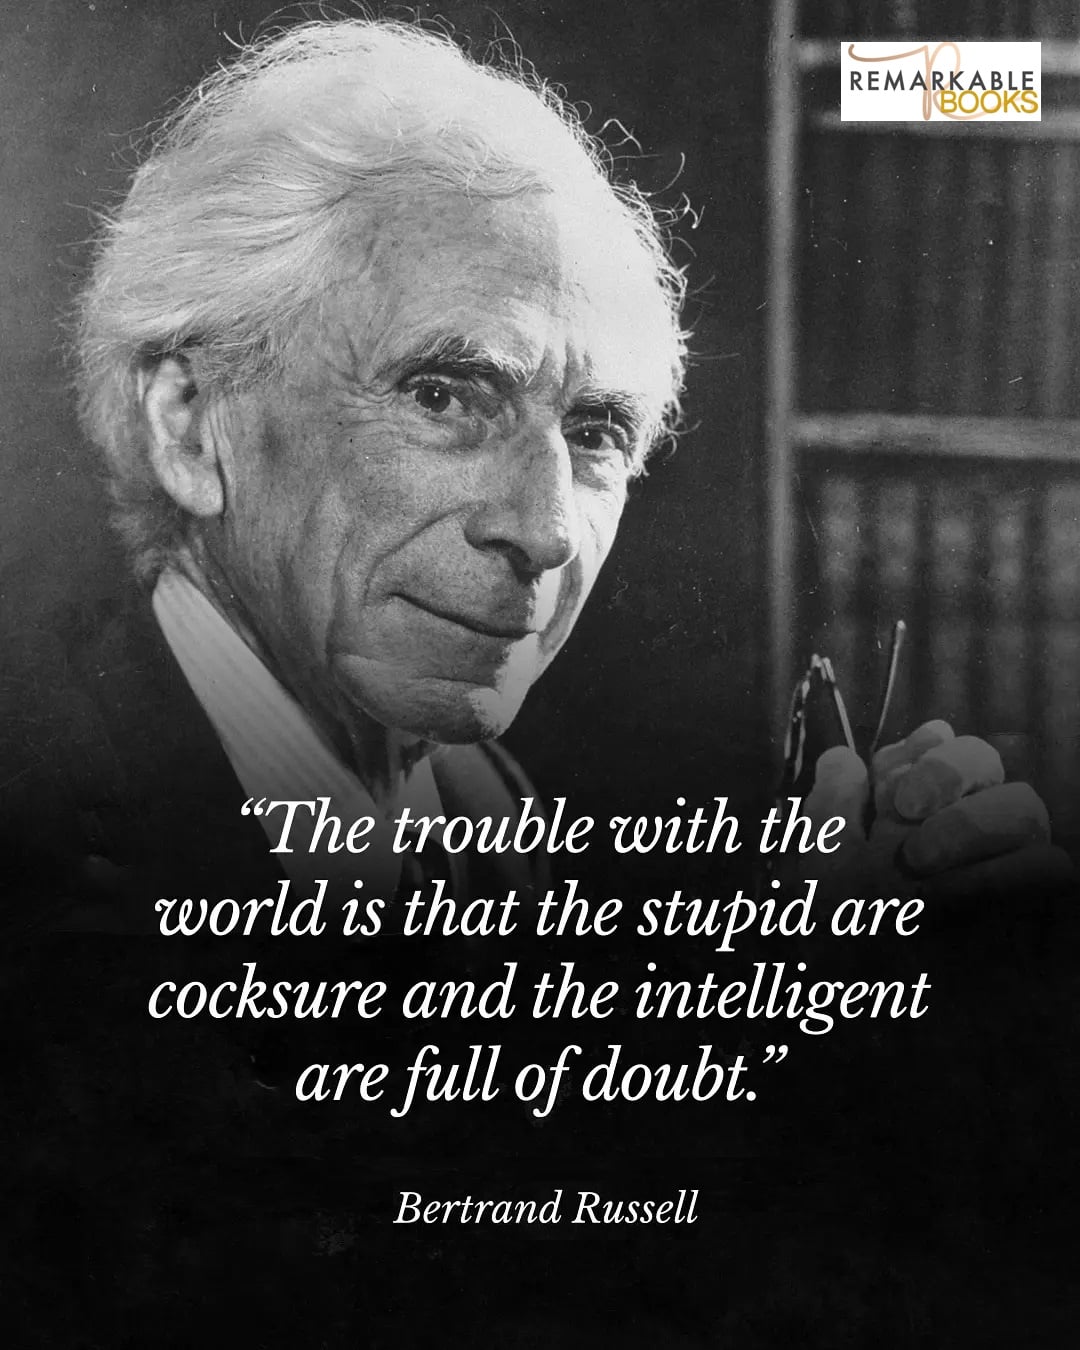 REMARKABLE
BOOKS
“The trouble with the
world is that the stupid are
cocksure and the intelligent
are full of doubt.”
Bertrand Russell